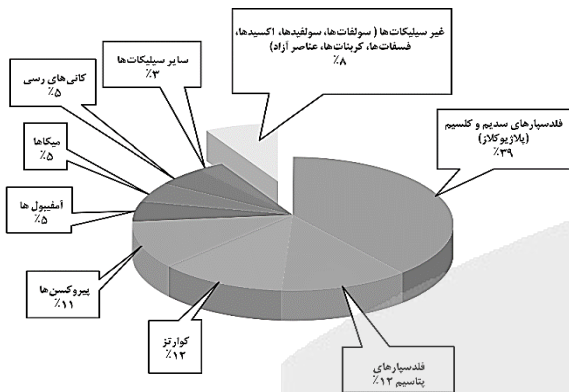 غیر سیلیکات‌ها ( سولفات‌ها، سولفیدها، اکسیدها،
فسفات‌ها، کربنات‌ها، عناصر آزاد)
٪۸
سایر سیلیکات‌ها
٪۳
کانی‌های رسی
٪۵
میکاها
٪۵
آمفیبول ها
٪۵
پیروکسن‌ها
٪۱۱
کوارتز
٪۱۲
فلدسپارهای
پتاسیم ۱۲٪
فلدسپارهای سدیم و کلسیم
(پلاژیوکلاز)
٪۳۹